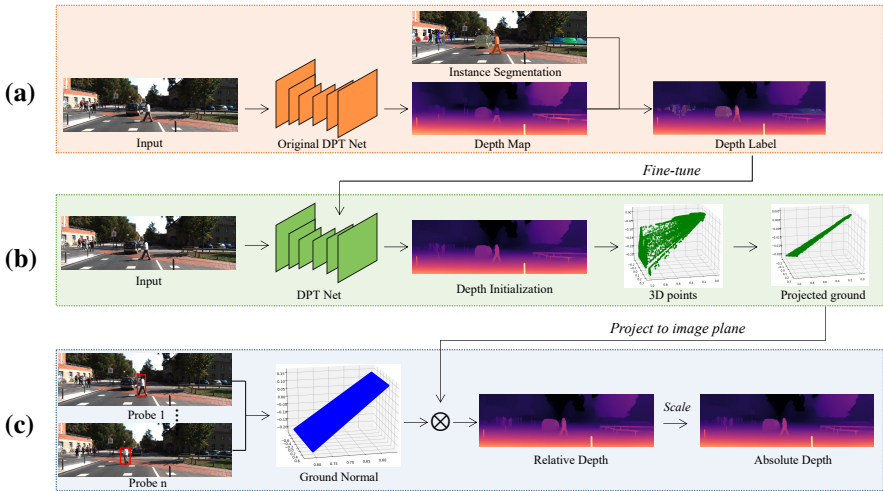 (a)
Instance Segmentation
Input
Original DPT Net
Depth Map
Depth Label
Fine-tune
(b)
Input
DPT Net
Depth Initialization
3D points
Projected ground
Project to image plane
(c)
Probe 1
Probe n
Ground Normal
Relative Depth
Scale
Absolute Depth